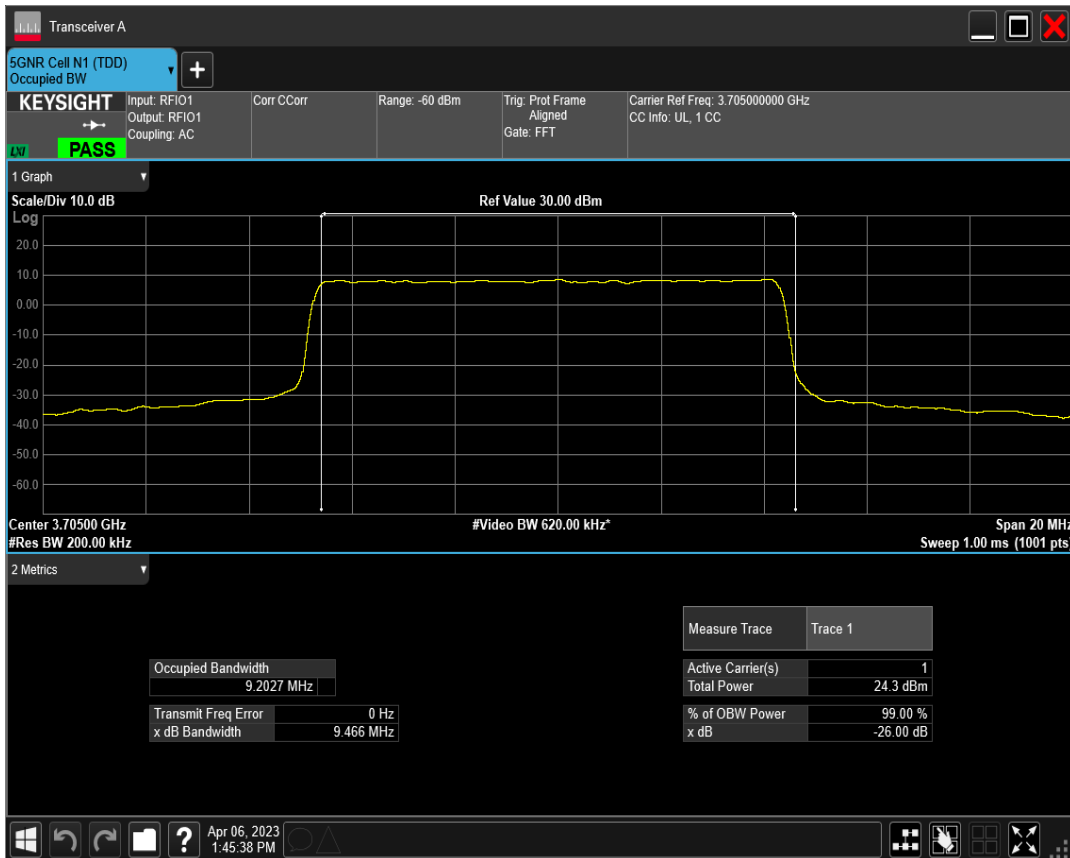 Transceiver A
5GNR Cell N1 (TDD)
Occupied BW
+
KEYSIGHT
LXI
PASS
Input: RFIO1
Output: RFIO1
Coupling: AC
Corr CCorr
Range: -60 dBm
Trig: Prot Frame
Aligned
Gate: FFT
Carrier Ref Freq: 3.705000000 GHz
CC Info: UL, 1 CC
1 Graph
Scale/Div 10.0 dB
Ref Value 30.00 dBm
Log
20.0
10.0
0.00
-10.0
-20.0
-30.0
-40.0
-50.0
-60.0
Center 3.70500 GHz
#Video BW 620.00 kHz*
Span 20 MHz
#Res BW 200.00 kHz
Sweep 1.00 ms (1001 pts)
2 Metrics
Measure Trace Trace 1
Occupied Bandwidth
9.2027 MHz
Active Carrier(s) 1
Total Power 24.3 dBm
Transmit Freq Error 0 Hz
x dB Bandwidth 9.466 MHz
% of OBW Power 99.00 %
x dB -26.00 dB
?
Apr 06, 2023
1:45:38 PM